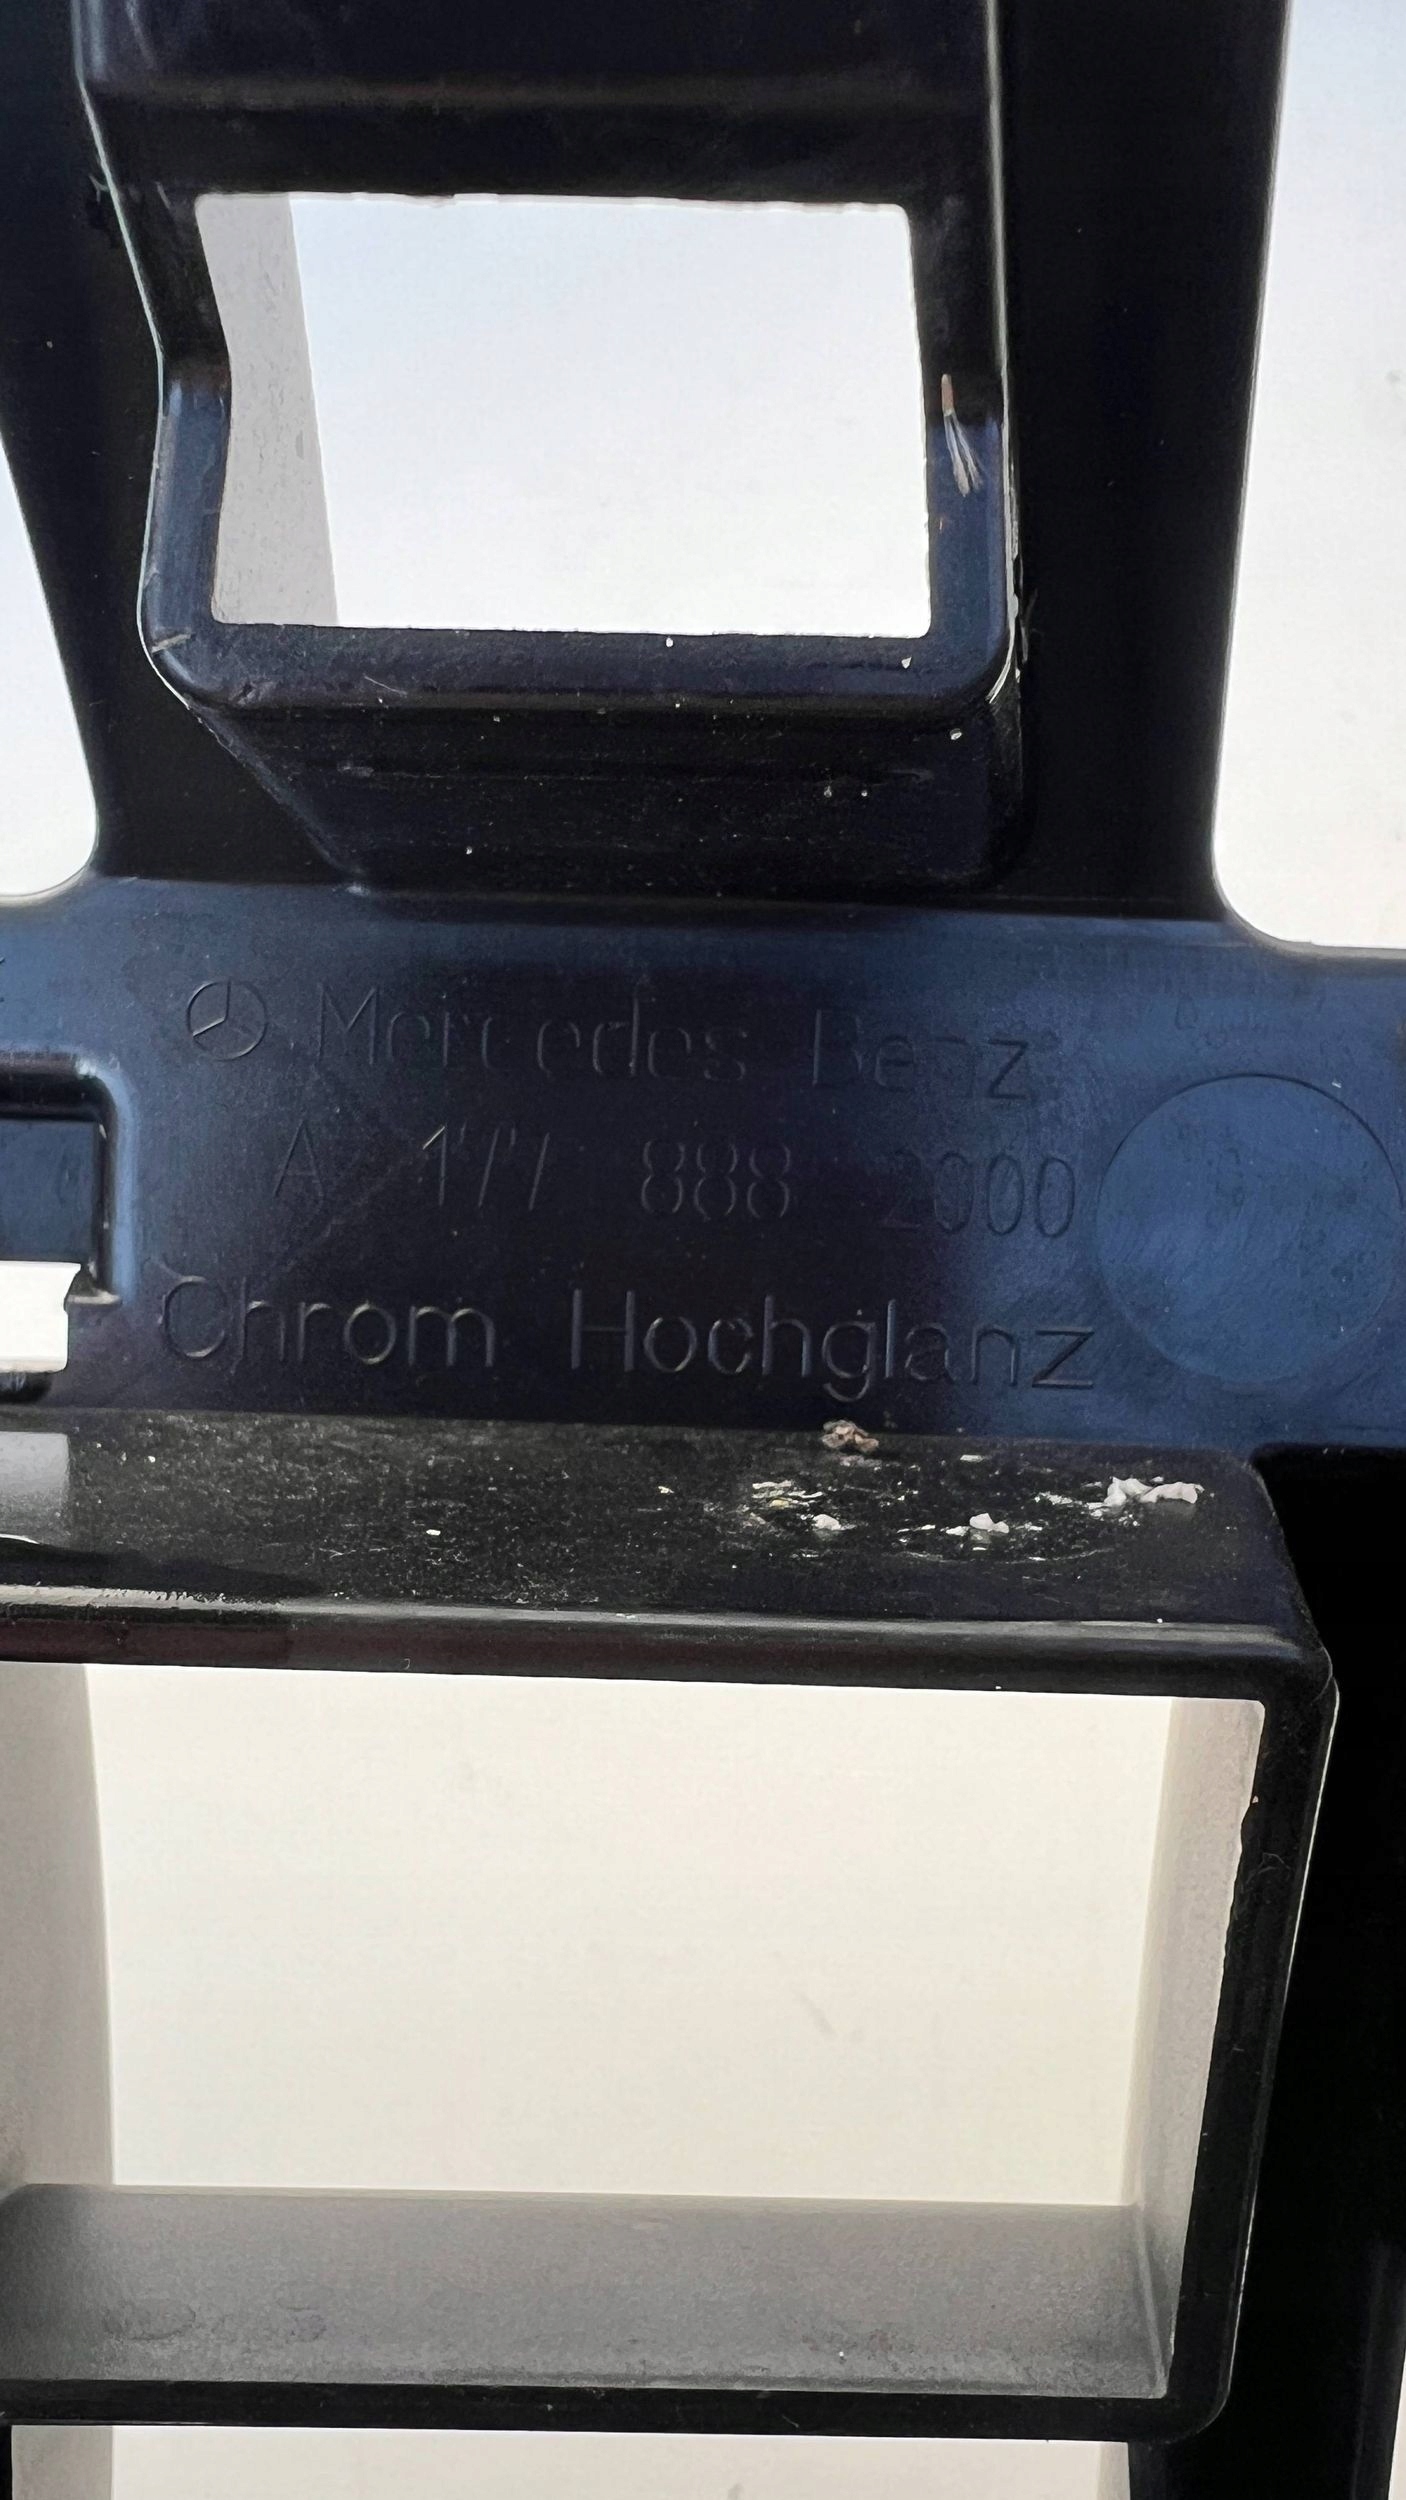 Mercedes Benz
A 177 888 2000
Chrom Hochglanz